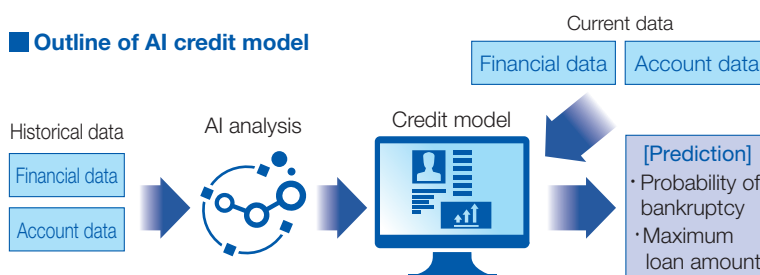 Outline of AI credit model
Current data
Financial data
Account data
Historical data
Financial data
Account data
AI analysis
Credit model
[Prediction]
・Probability of
bankruptcy
・Maximum
loan amount